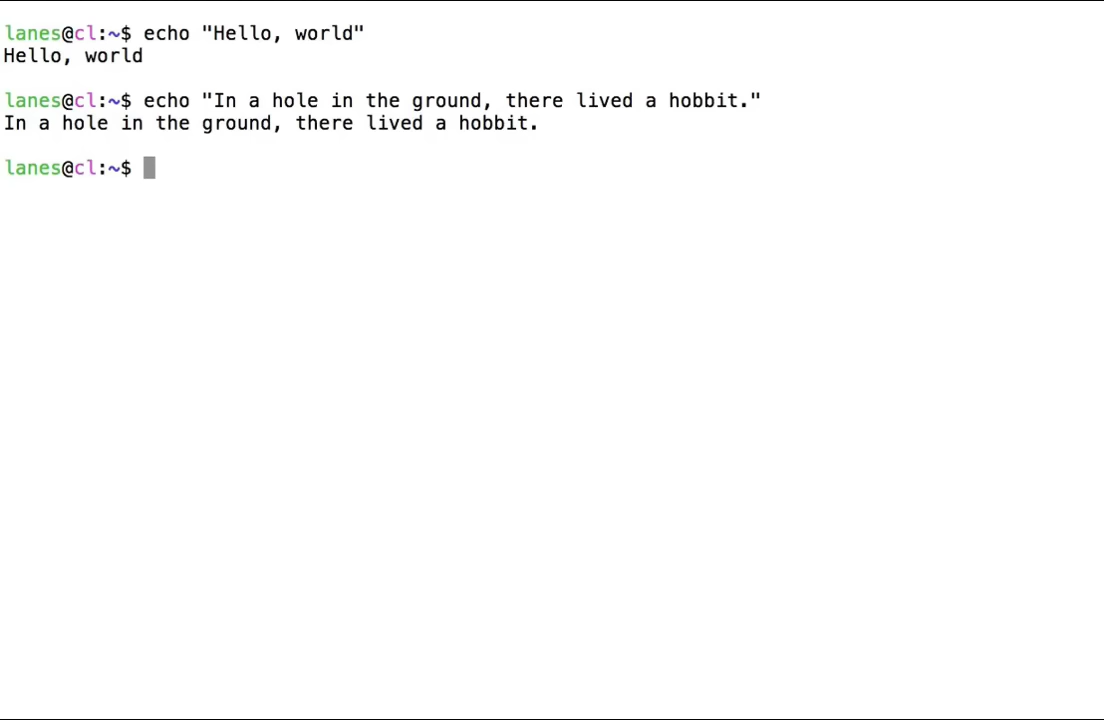 lanes@cl:~$ echo "Hello, world"
Hello, world
lanes@cl:~$ echo "In a hole in the ground, there lived a hobbit."
In a hole in the ground, there lived a hobbit.
lanes@cl:~$